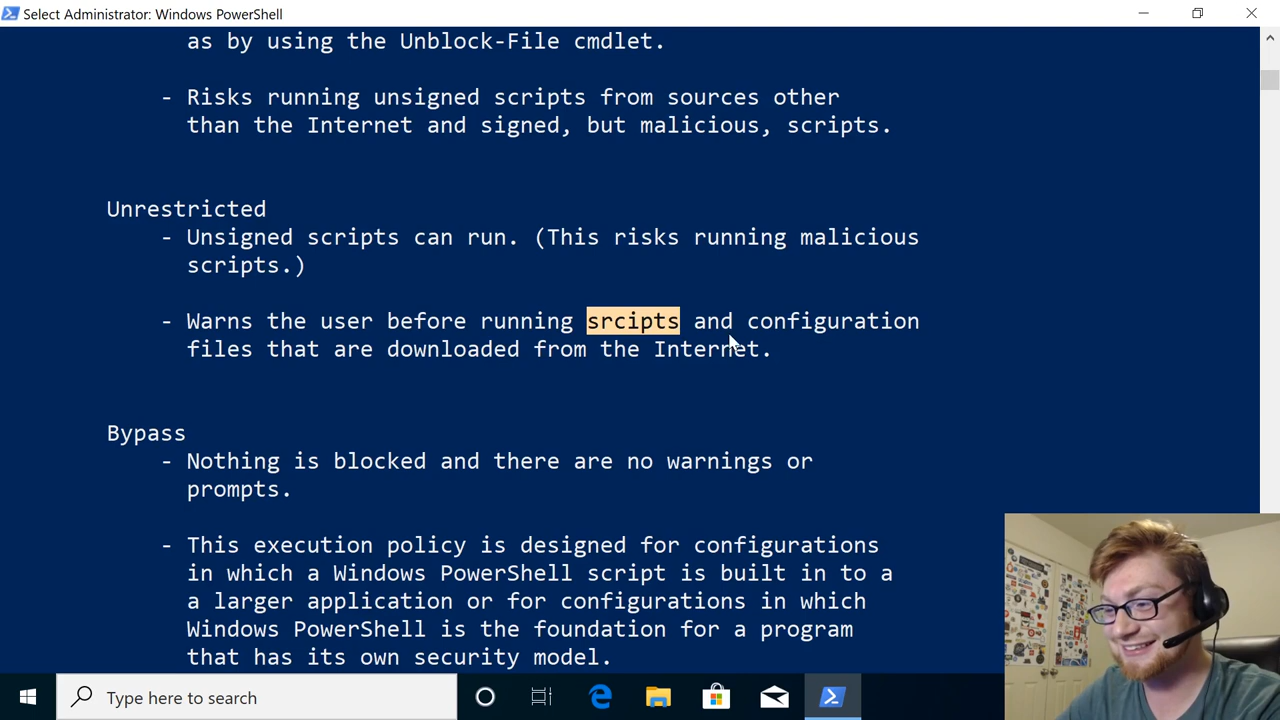 Select Administrator: Windows PowerShell
as by using the Unblock-File cmdlet.
- Risks running unsigned scripts from sources other
than the Internet and signed, but malicious, scripts.
Unrestricted
- Unsigned scripts can run. (This risks running malicious
scripts.)
- Warns the user before running srcipts and configuration
files that are downloaded from the Internet.
Bypass
- Nothing is blocked and there are no warnings or
prompts.
- This execution policy is designed for configurations
in which a Windows PowerShell script is built in to a
a larger application or for configurations in which
Windows PowerShell is the foundation for a program
that has its own security model.
Type here to search